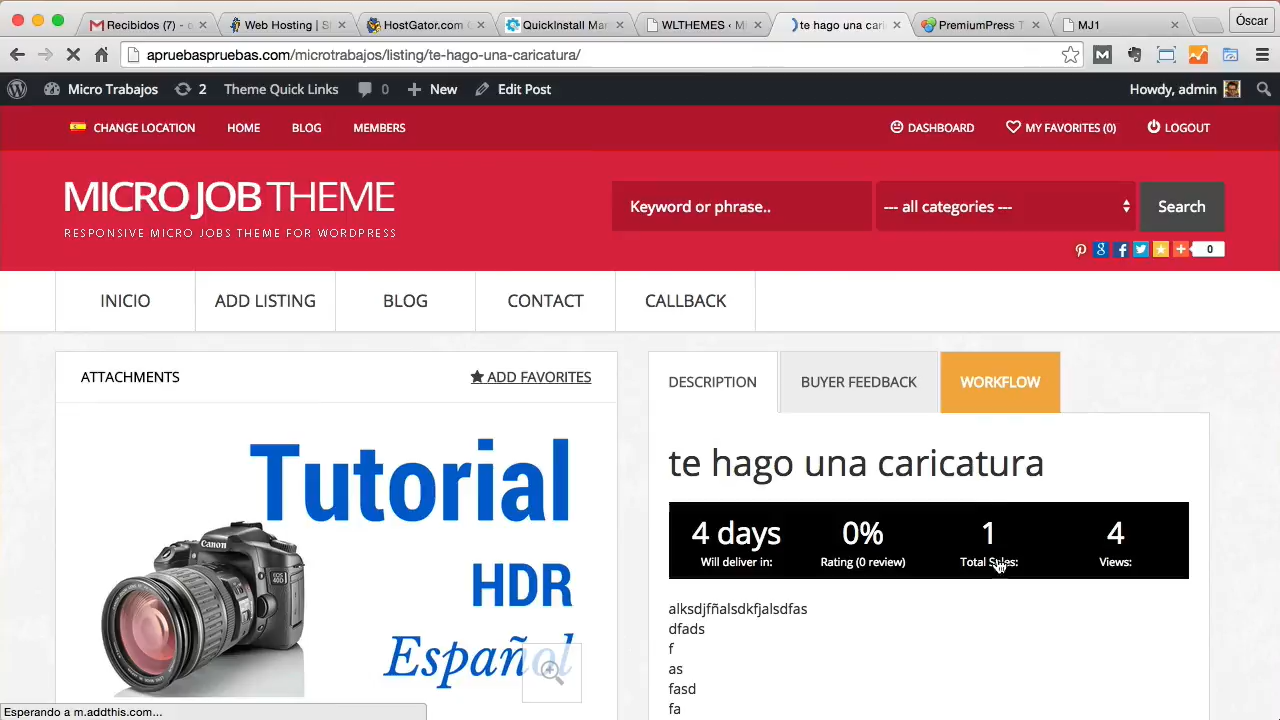 Recibidos (7) - o
Web Hosting | S
HostGator.com C
QuickInstall Man
WLTHEMES ‹ M
te hago una cari
PremiumPress T
MJ1
Óscar
apruebaspruebas.com/microtrabajos/listing/te-hago-una-caricatura/
Micro Trabajos
2
Theme Quick Links
0
New
Edit Post
Howdy, admin
CHANGE LOCATION
HOME
BLOG
MEMBERS
DASHBOARD
MY FAVORITES (0)
LOGOUT
MICRO JOB THEME
RESPONSIVE MICRO JOBS THEME FOR WORDPRESS
Keyword or phrase..
--- all categories ---
Search
0
INICIO
ADD LISTING
BLOG
CONTACT
CALLBACK
ATTACHMENTS
ADD FAVORITES
DESCRIPTION
BUYER FEEDBACK
WORKFLOW
Tutorial
HDR
Español
Canon
te hago una caricatura
4 days
0%
1
4
Will deliver in:
Rating (0 review)
Total Sales:
Views:
alksdjfñalsdkfjalsdfas
dfads
f
as
fasd
fa
Esperando a m.addthis.com...